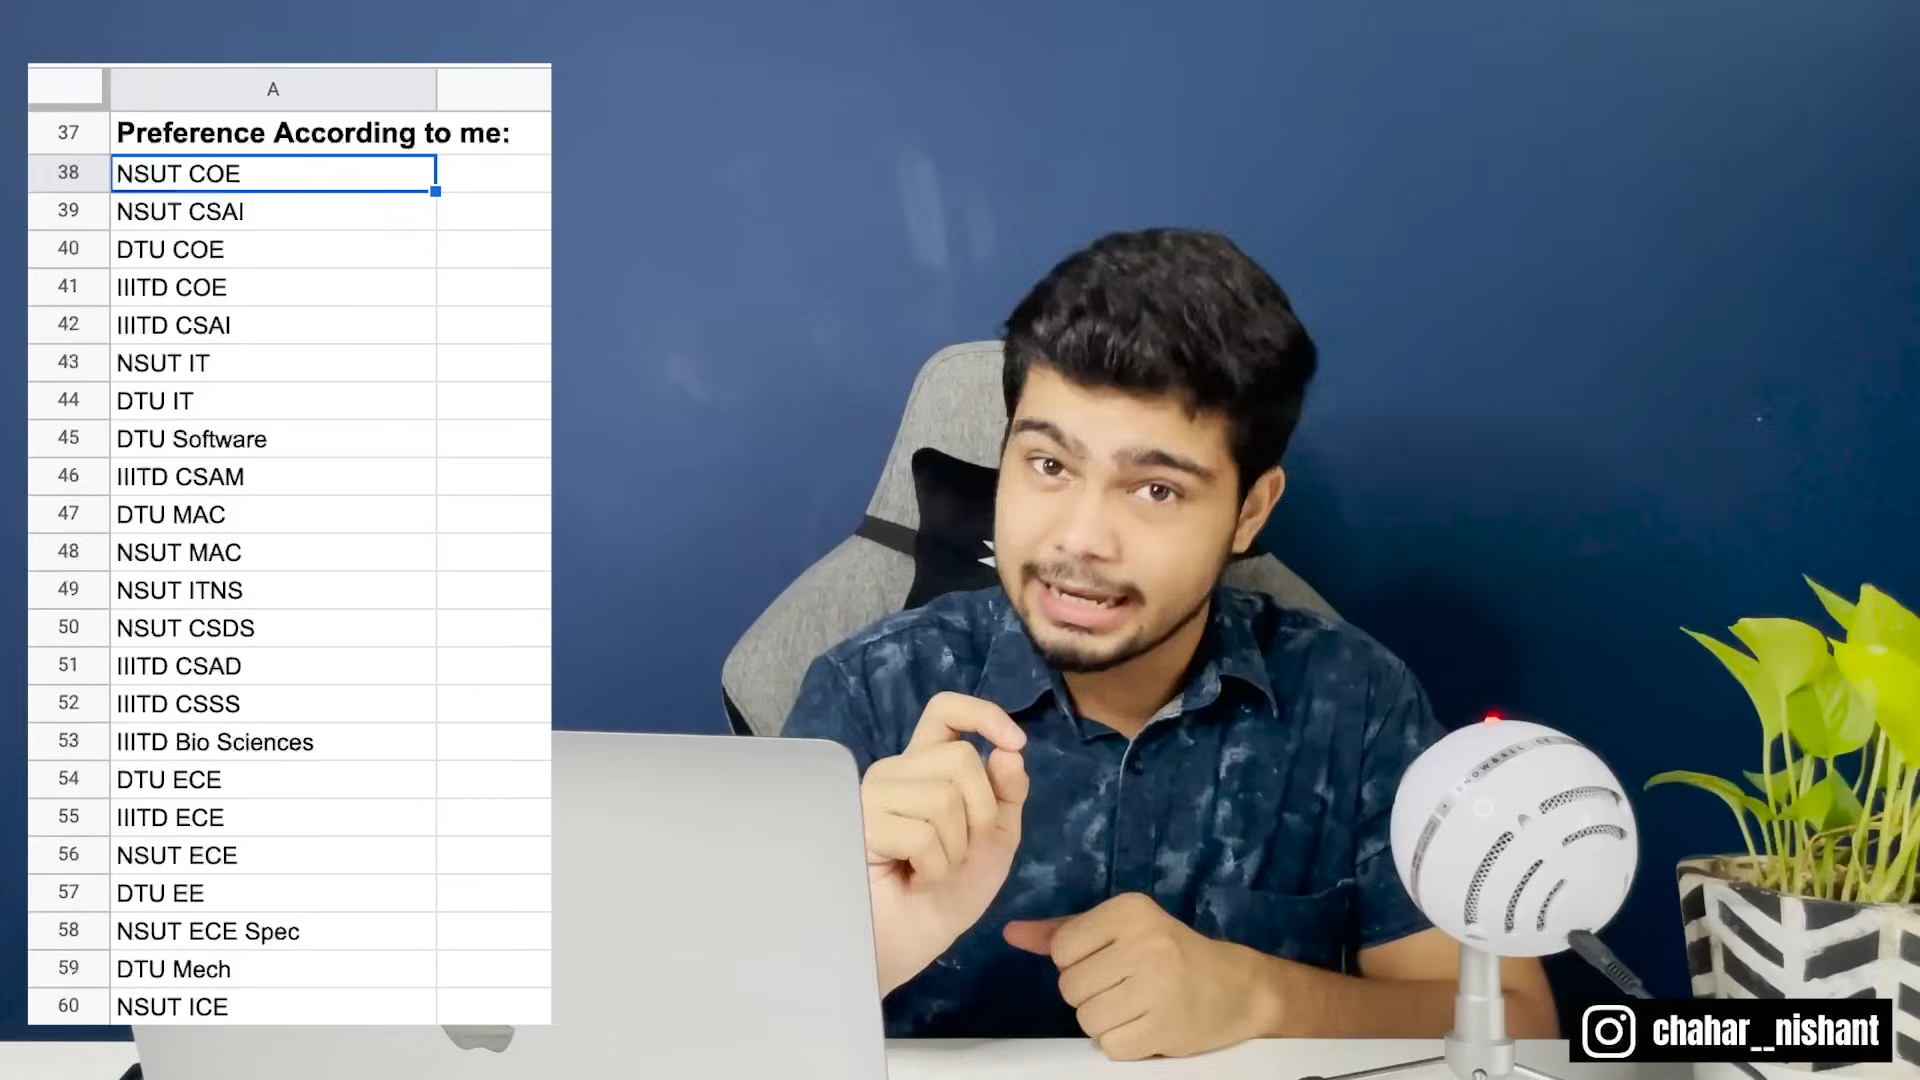 A
37 Preference According to me:
38 NSUT COE
39 NSUT CSAI
40 DTU COE
41 IIITD COE
42 IIITD CSAI
43 NSUT IT
44 DTU IT
45 DTU Software
46 IIITD CSAM
47 DTU MAC
48 NSUT MAC
49 NSUT ITNS
50 NSUT CSDS
51 IIITD CSAD
52 IIITD CSSS
53 IIITD Bio Sciences
54 DTU ECE
55 IIITD ECE
56 NSUT ECE
57 DTU EE
58 NSUT ECE Spec
59 DTU Mech
60 NSUT ICE
SNOWBALL iCE
chahar__nishant